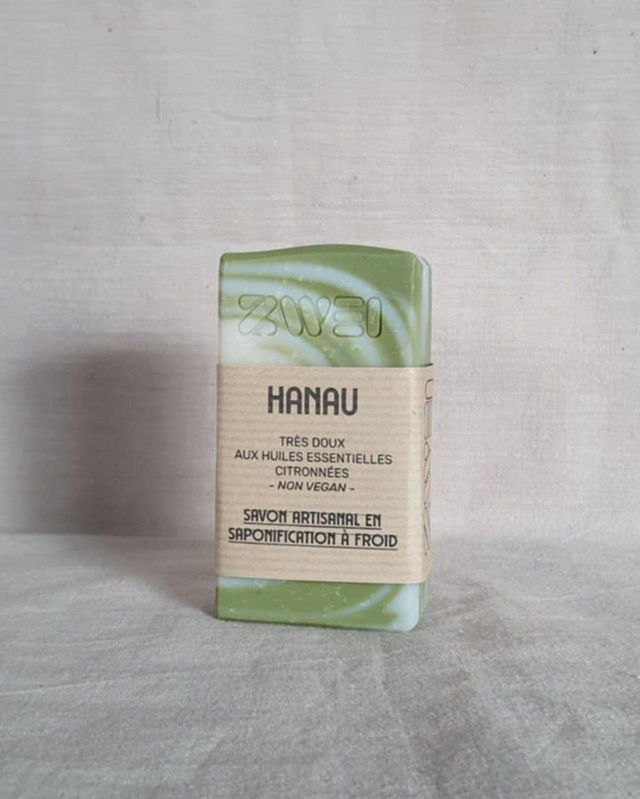 ZWEI
HANAU
TRÈS DOUX
AUX HUILES ESSENTIELLES
CITRONNÉES
- NON VEGAN -
SAVON ARTISANAL EN
SAPONIFICATION À FROID